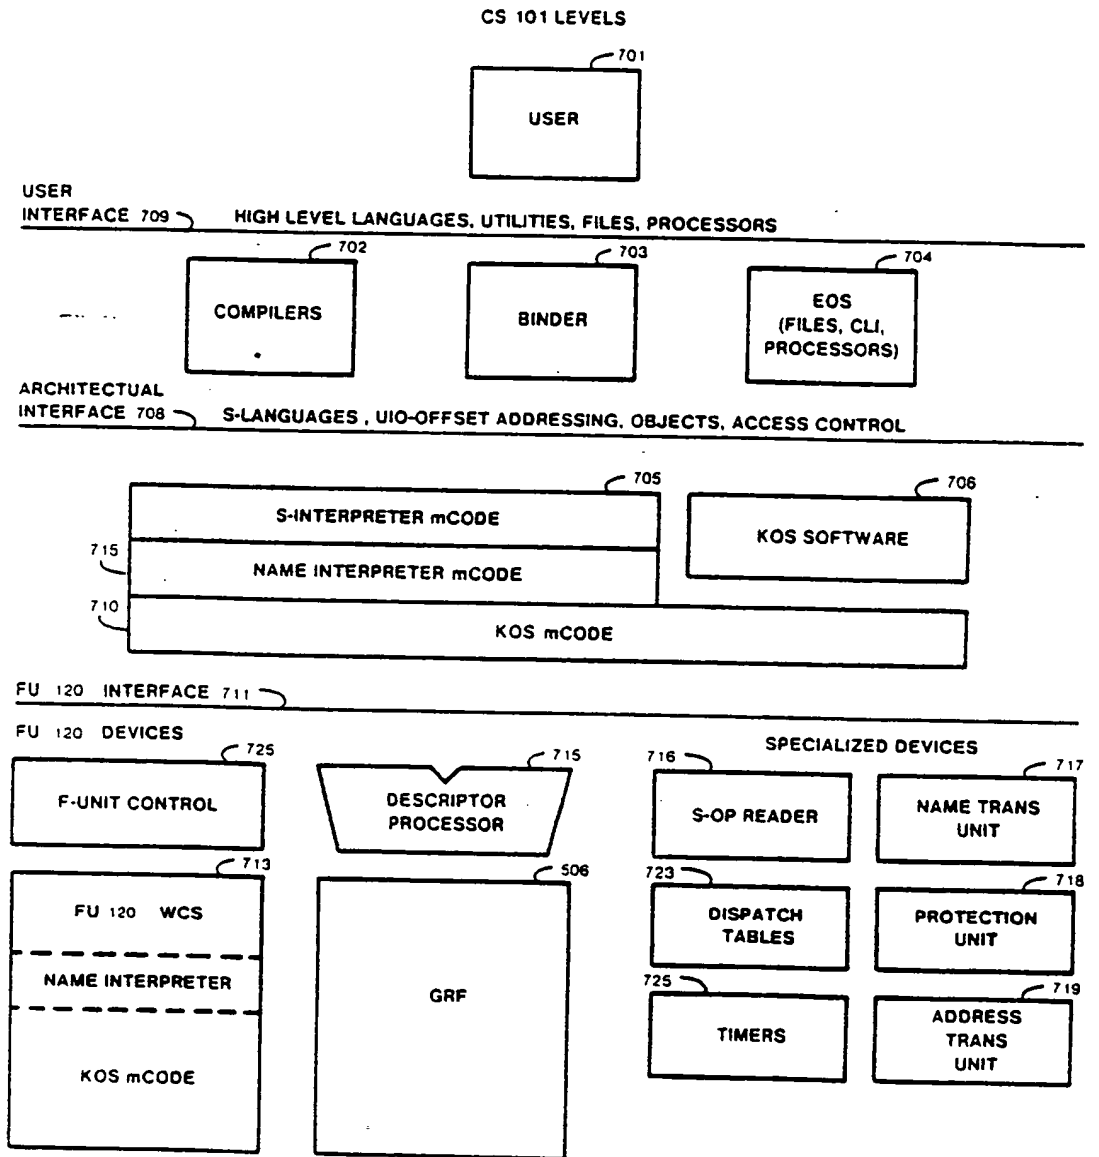 CS 101 LEVELS
701
USER
USER
INTERFACE 709
HIGH LEVEL LANGUAGES, UTILITIES, FILES, PROCESSORS
702
703
704
COMPILERS
BINDER
EOS
(FILES, CLI,
PROCESSORS)
ARCHITECTUAL
INTERFACE 708
S-LANGUAGES , UIO-OFFSET ADDRESSING, OBJECTS, ACCESS CONTROL
705
706
S-INTERPRETER mCODE
KOS SOFTWARE
715
NAME INTERPRETER mCODE
710
KOS mCODE
FU 120 INTERFACE 711
FU 120 DEVICES
SPECIALIZED DEVICES
725
715
716
717
F-UNIT CONTROL
DESCRIPTOR
PROCESSOR
S-OP READER
NAME TRANS
UNIT
713
506
723
718
FU 120 WCS
DISPATCH
TABLES
PROTECTION
UNIT
NAME INTERPRETER
GRF
725
719
TIMERS
ADDRESS
TRANS
UNIT
KOS mCODE